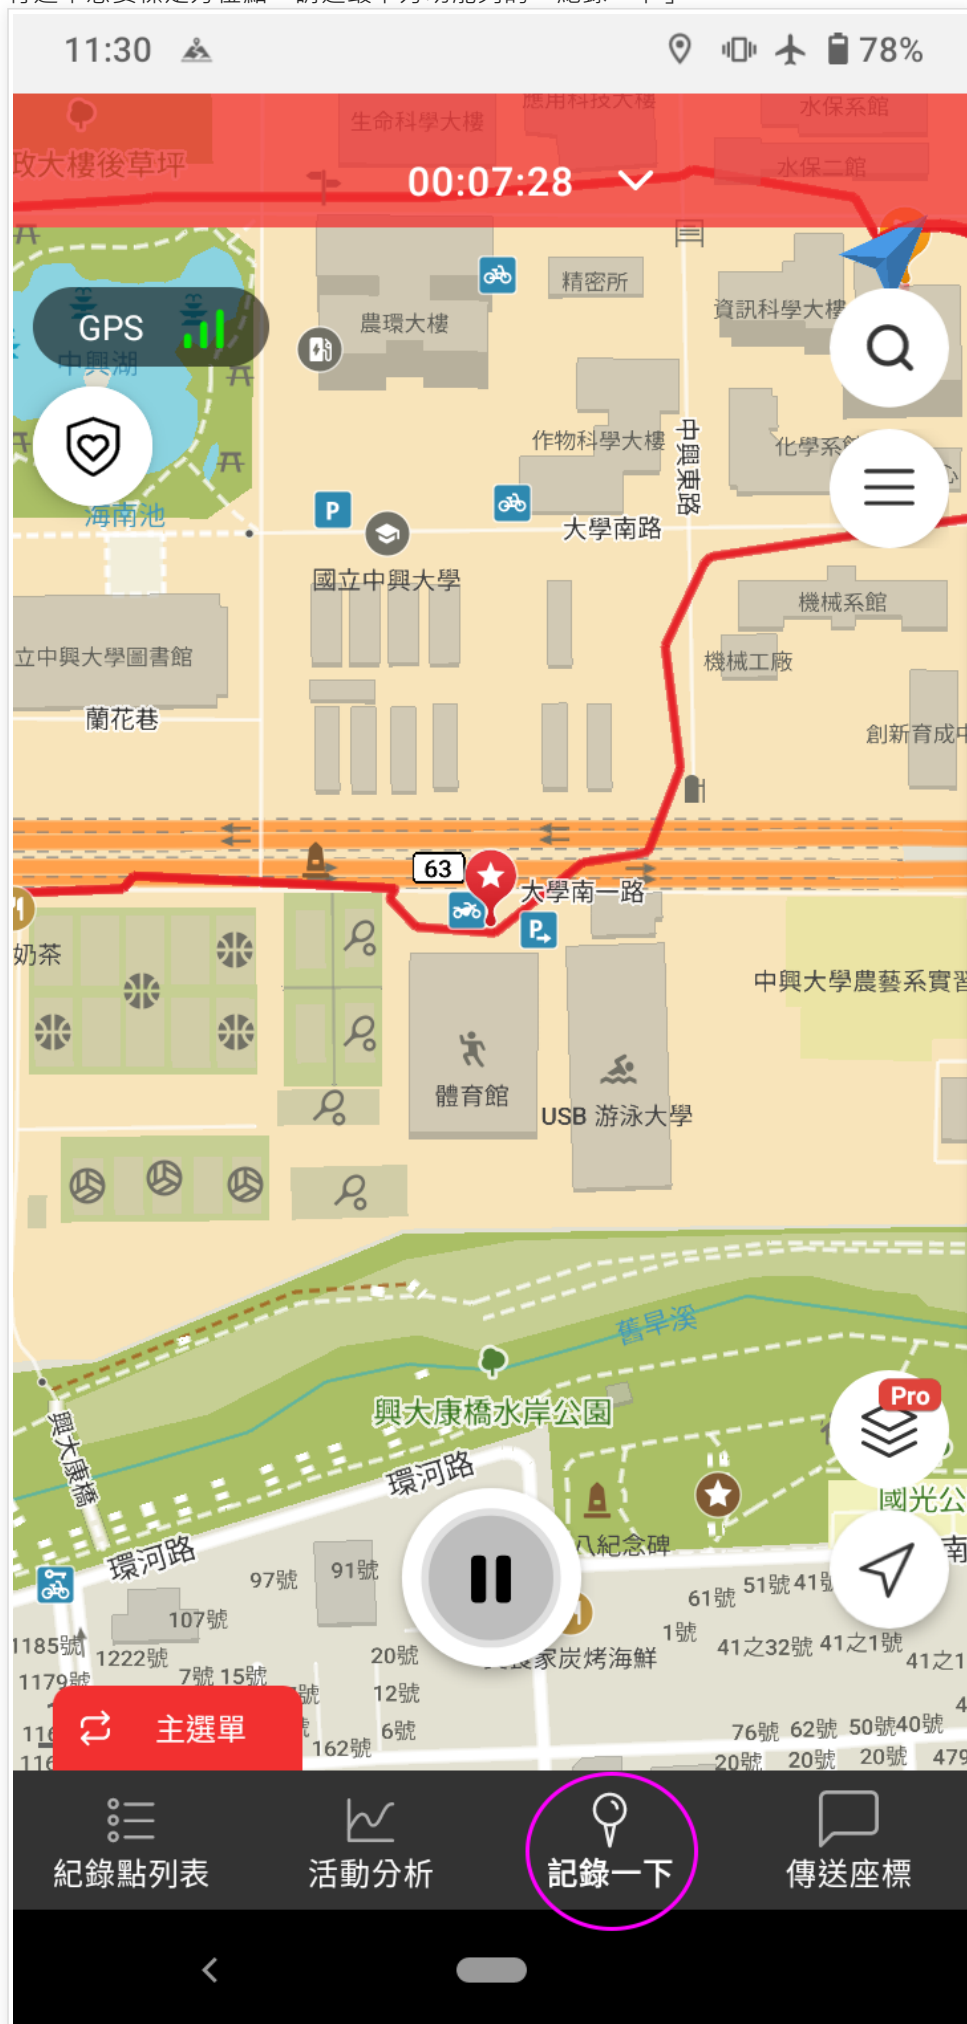 11:30
78%
生命科學大樓
應用科技大樓
水保系館
政大樓後草坪
水保二館
00:07:28
精密所
資訊科學大樓
農環大樓
GPS
中興湖
作物科學大樓
中興東路
化學系館
P
海南池
大學南路
國立中興大學
機械系館
立中興大學圖書館
機械工廠
蘭花巷
創新育成中
63
大學南一路
P
奶茶
中興大學農藝系實習
體育館
USB 游泳大學
舊旱溪
Pro
興大康橋水岸公園
興大康橋
環河路
國光公
八紀念碑
南
環河路
97號
91號
51號
41號
61號
107號
1號
1185號
1222號
20號
41之32號
41之1號
41之1
1179號
7號
15號
號
12號
6號
76號
62號
50號
40號
4
116
主選單
162號
20號
20號
20號
479
116
紀錄點列表
活動分析
記錄一下
傳送座標